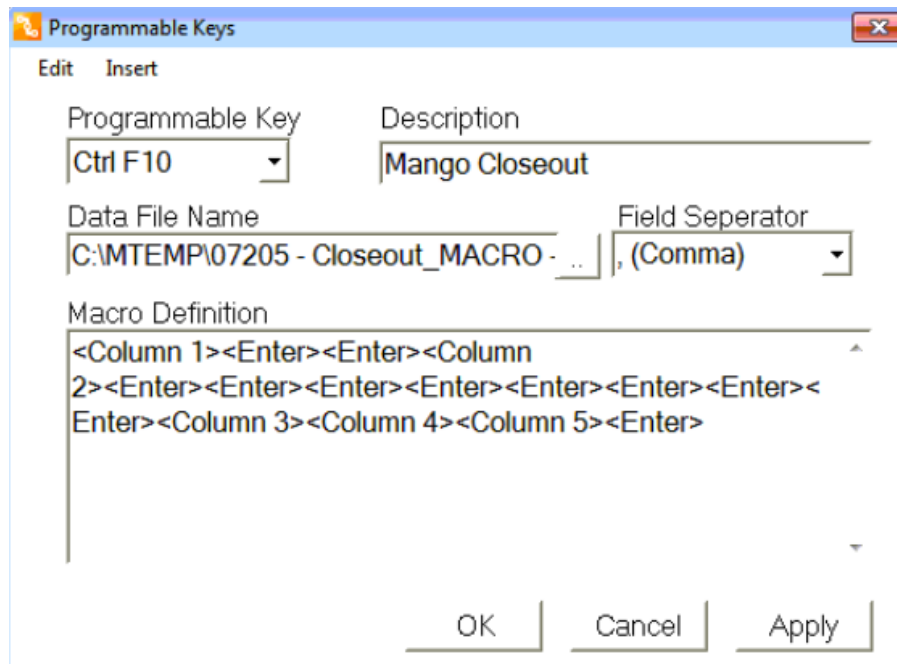 Programmable Keys
Edit Insert
Programmable Key Description
Ctrl F10 Mango Closeout
Data File Name Field Seperator
C:\MTEMP\07205 - Closeout_MACRO - .. , (Comma)
Macro Definition
<Column 1><Enter><Enter><Column
2><Enter><Enter><Enter><Enter><Enter><Enter><Enter><
Enter><Column 3><Column 4><Column 5><Enter>
OK Cancel Apply